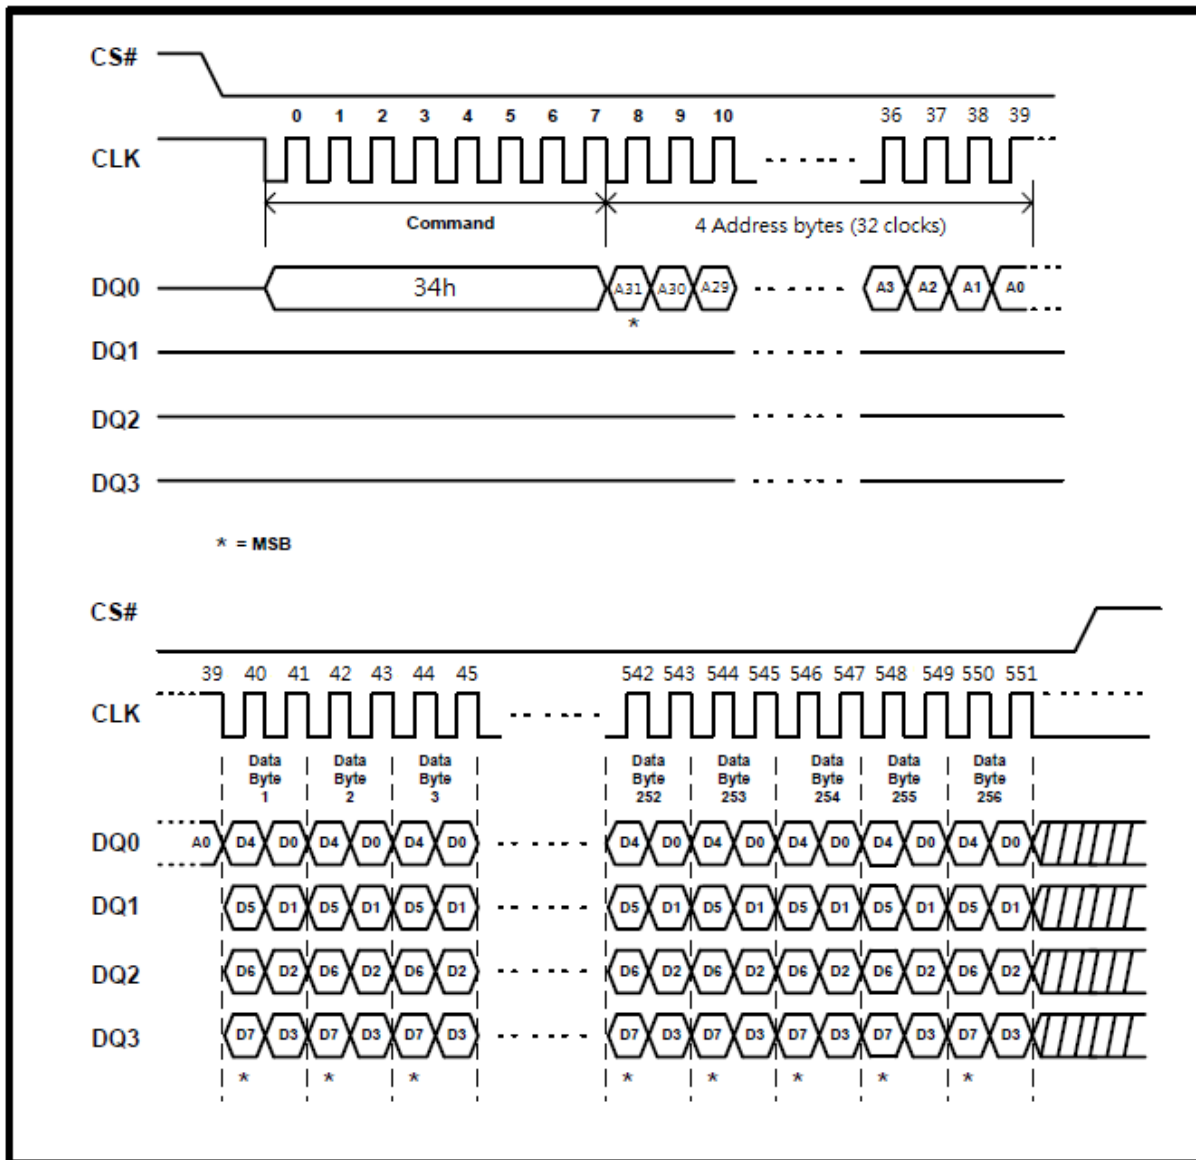 CS#
0 1 2 3 4 5 6 7 8 9 10 36 37 38 39
CLK
Command 4 Address bytes (32 clocks)
DQ0 34h A31 A30 A29 A3 A2 A1 A0
*
DQ1
DQ2
DQ3
* = MSB
CS#
39 40 41 42 43 44 45 542 543 544 545 546 547 548 549 550 551
CLK
Data Data Data Data Data Data Data Data
Byte Byte Byte Byte Byte Byte Byte Byte
1 2 3 252 253 254 255 256
DQ0 A0 D4 D0 D4 D0 D4 D0 D4 D0 D4 D0 D4 D0 D4 D0 D4 D0
DQ1 D5 D1 D5 D1 D5 D1 D5 D1 D5 D1 D5 D1 D5 D1 D5 D1
DQ2 D6 D2 D6 D2 D6 D2 D6 D2 D6 D2 D6 D2 D6 D2 D6 D2
DQ3 D7 D3 D7 D3 D7 D3 D7 D3 D7 D3 D7 D3 D7 D3 D7 D3
* * * * * * * *